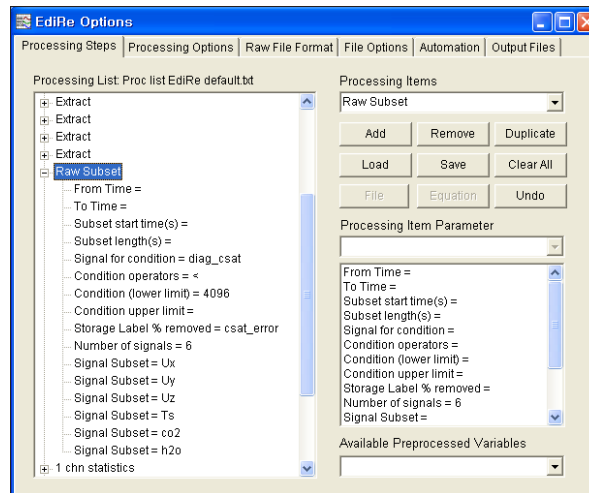 EdiRe Options
Processing Steps
Processing Options
Raw File Format
File Options
Automation
Output Files
Processing List: Proc list EdiRe default.txt
Extract
Extract
Extract
Extract
Raw Subset
From Time =
To Time =
Subset start time(s) =
Subset length(s) =
Signal for condition = diag_csat
Condition operators = <
Condition (lower limit) = 4096
Condition upper limit =
Storage Label % removed = csat_error
Number of signals = 6
Signal Subset = Ux
Signal Subset = Uy
Signal Subset = Uz
Signal Subset = Ts
Signal Subset = co2
Signal Subset = h2o
1 chn statistics
Processing Items
Raw Subset
Add
Remove
Duplicate
Load
Save
Clear All
File
Equation
Undo
Processing Item Parameter
From Time =
To Time =
Subset start time(s) =
Subset length(s) =
Signal for condition =
Condition operators =
Condition (lower limit) =
Condition upper limit =
Storage Label % removed =
Number of signals = 6
Signal Subset =
Available Preprocessed Variables